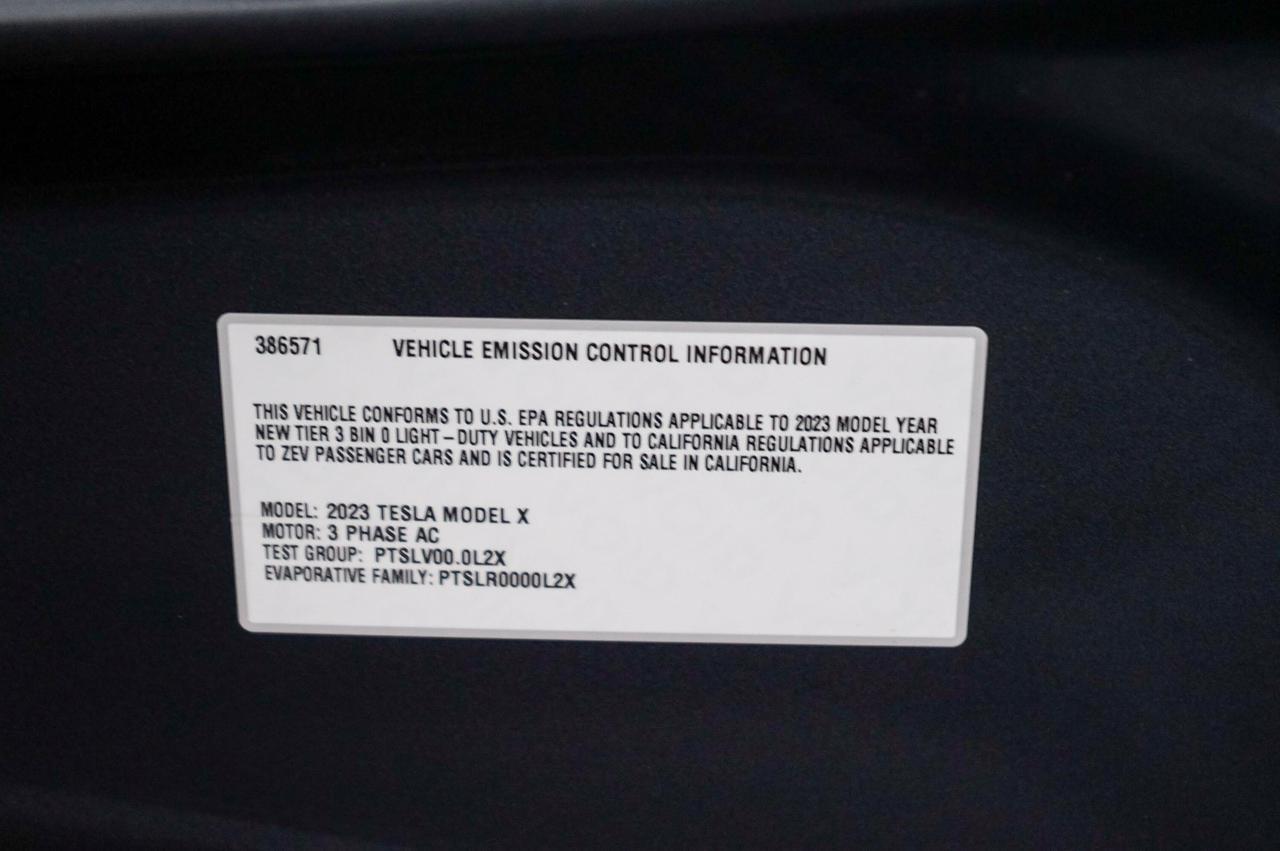 386571 VEHICLE EMISSION CONTROL INFORMATION
THIS VEHICLE CONFORMS TO U.S. EPA REGULATIONS APPLICABLE TO 2023 MODEL YEAR
NEW TIER 3 BIN 0 LIGHT-DUTY VEHICLES AND TO CALIFORNIA REGULATIONS APPLICABLE
TO ZEV PASSENGER CARS AND IS CERTIFIED FOR SALE IN CALIFORNIA.
MODEL: 2023 TESLA MODEL X
MOTOR: 3 PHASE AC
TEST GROUP: PTSLV00.0L2X
EVAPORATIVE FAMILY: PTSLR0000L2X